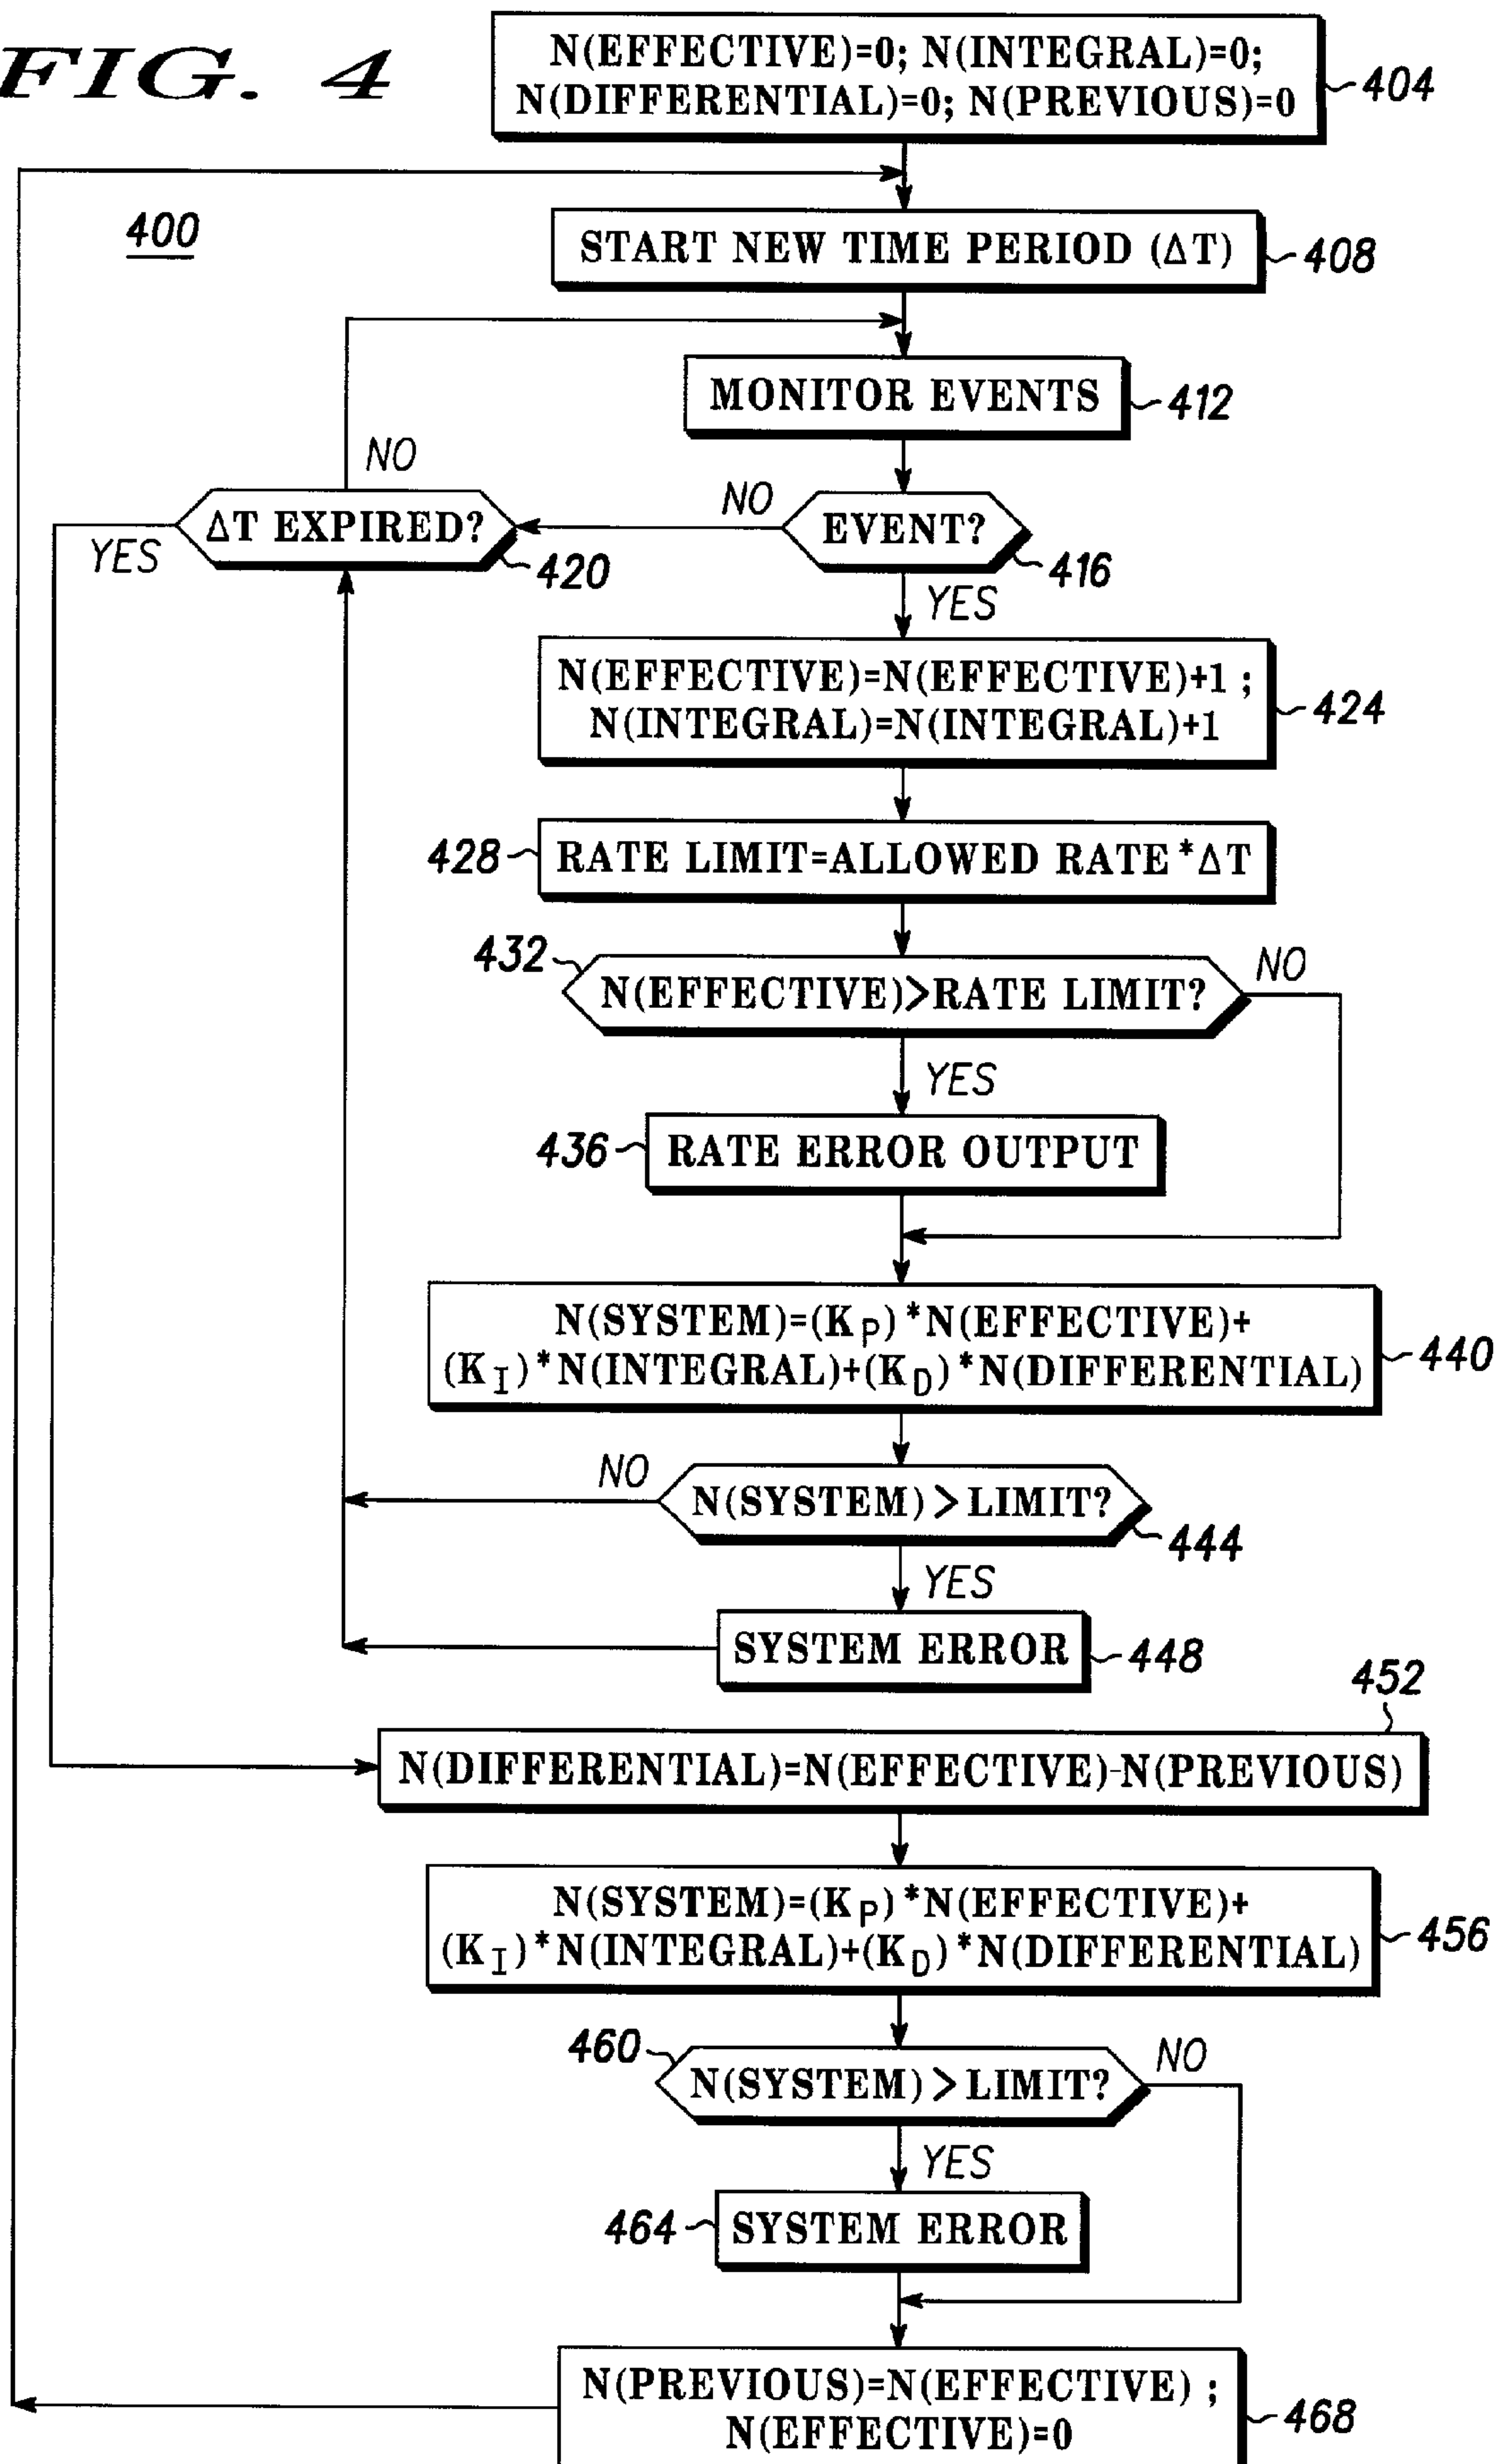 FIG. 4
N(EFFECTIVE)=0; N(INTEGRAL)=0;
N(DIFFERENTIAL)=0; N(PREVIOUS)=0
404
400
START NEW TIME PERIOD (ΔT)
408
MONITOR EVENTS
412
NO
ΔT EXPIRED?
YES
420
NO
EVENT?
416
YES
N(EFFECTIVE)=N(EFFECTIVE)+1 ;
N(INTEGRAL)=N(INTEGRAL)+1
424
428
RATE LIMIT=ALLOWED RATE *ΔT
432
N(EFFECTIVE)>RATE LIMIT?
NO
YES
436
RATE ERROR OUTPUT
N(SYSTEM)=(KP)*N(EFFECTIVE)+
(KI)*N(INTEGRAL)+(KD)*N(DIFFERENTIAL)
440
NO
N(SYSTEM) > LIMIT?
444
YES
SYSTEM ERROR
448
452
N(DIFFERENTIAL)=N(EFFECTIVE)-N(PREVIOUS)
N(SYSTEM)=(KP)*N(EFFECTIVE)+
(KI)*N(INTEGRAL)+(KD)*N(DIFFERENTIAL)
456
460
N(SYSTEM) > LIMIT?
NO
YES
464
SYSTEM ERROR
N(PREVIOUS)=N(EFFECTIVE) ;
N(EFFECTIVE)=0
468